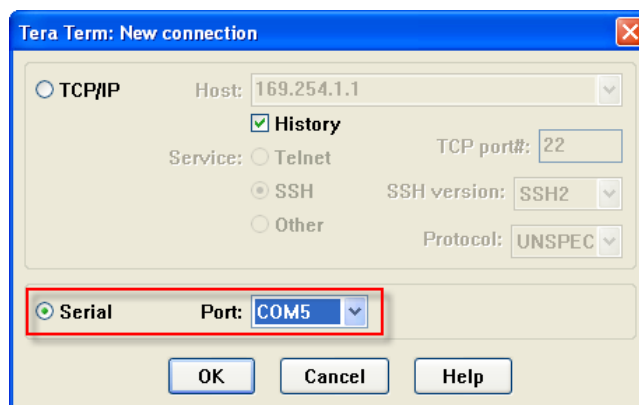 Tera Term: New connection
TCP/IP
Host: 169.254.1.1
History
Service: Telnet
TCP port#: 22
SSH
SSH version: SSH2
Other
Protocol: UNSPEC
Serial
Port: COM5
OK
Cancel
Help